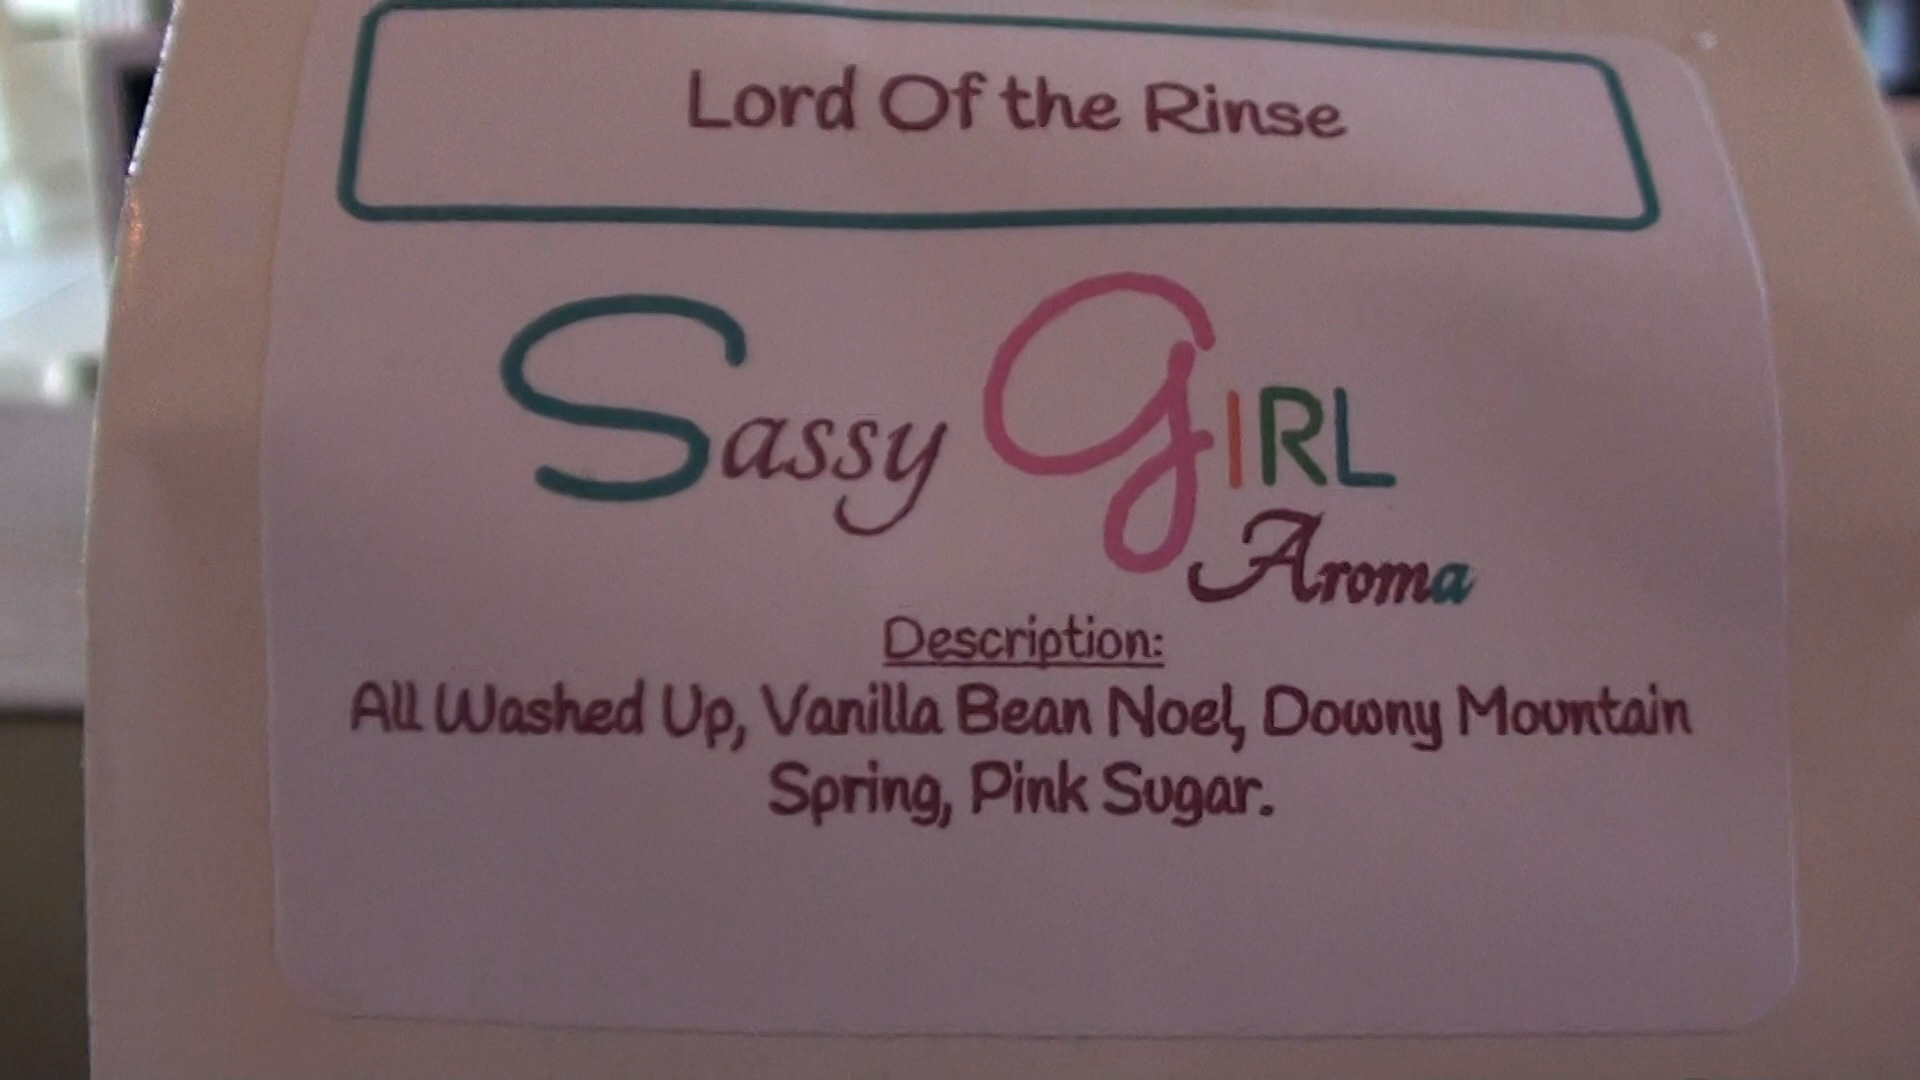 Lord Of the Rinse
Sassy GIRL
Aroma
Description:
All Washed Up, Vanilla Bean Noel, Downy Mountain
Spring, Pink Sugar.